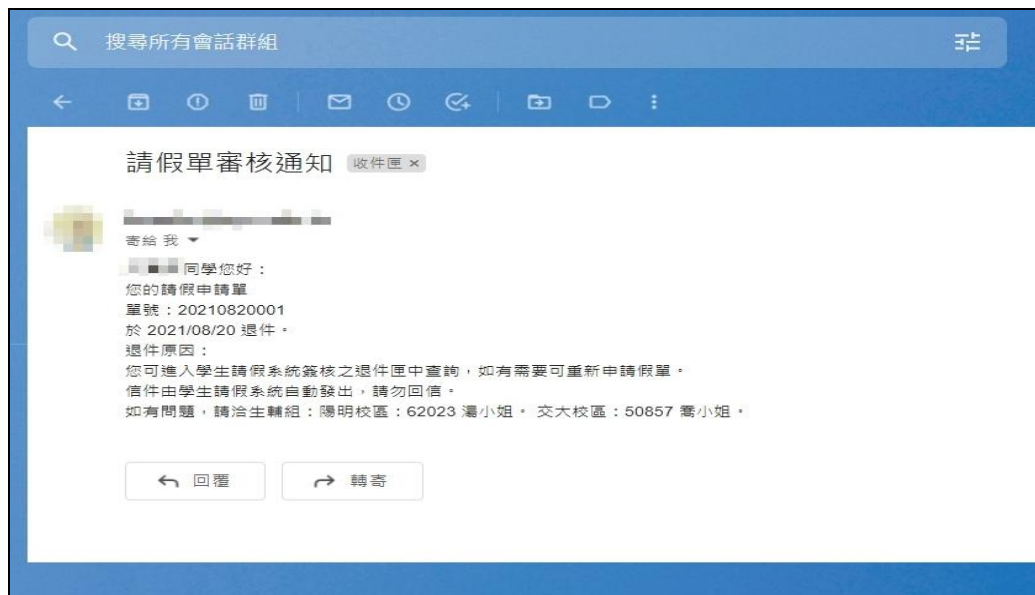 搜尋所有會話群組
請假單審核通知 收件匣 ×
寄給 我
同學您好：
您的請假申請單
單號：20210820001
於 2021/08/20 退件。
退件原因：
您可進入學生請假系統簽核之退件匣中查詢，如有需要可重新申請假單。
信件由學生請假系統自動發出，請勿回信。
如有問題，請洽生輔組：陽明校區：62023 湯小姐。 交大校區：50857 喬小姐。
回覆
轉寄